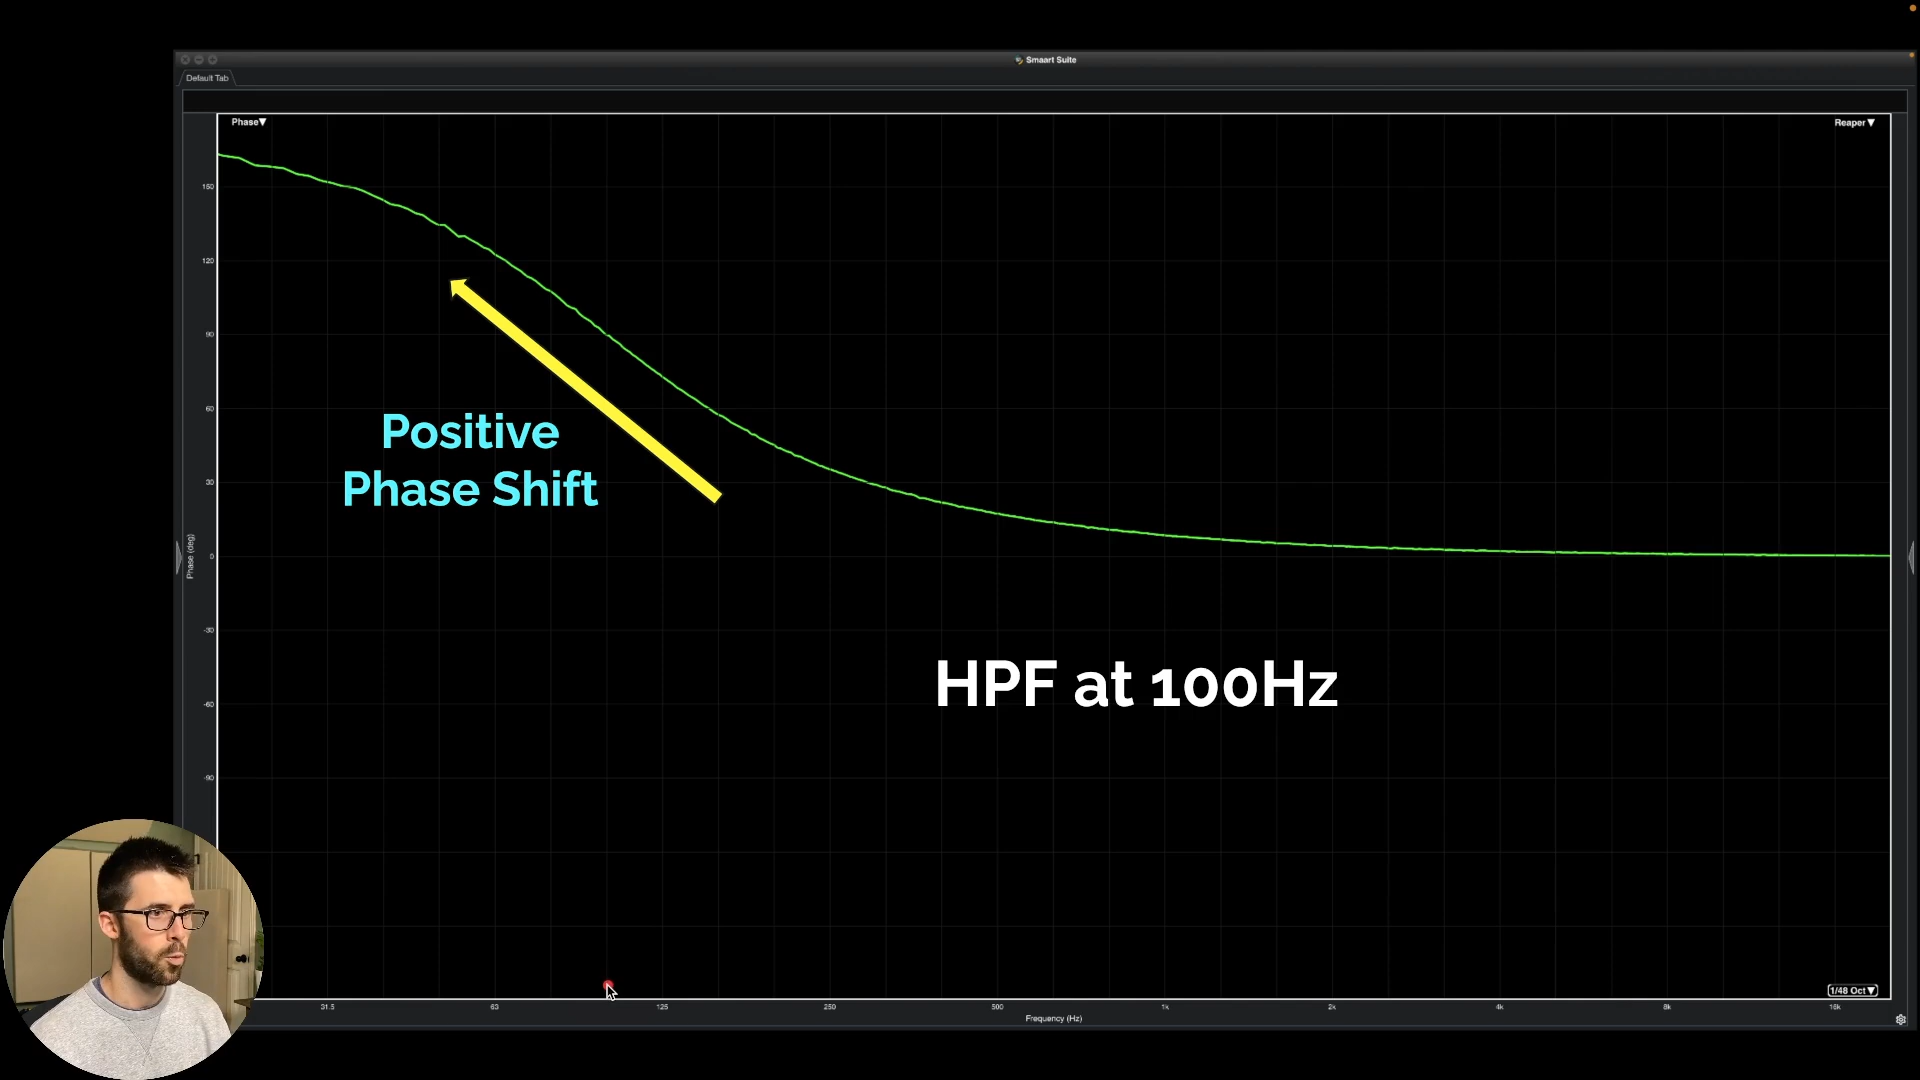 Smaart Suite
Default Tab
Phase▼
Reaper▼
150
120
90
60
30
0
-30
-60
-90
Phase (deg)
Positive
Phase Shift
HPF at 100Hz
1/48 Oct▼
31.5
63
125
250
500
1k
2k
4k
8k
16k
Frequency (Hz)